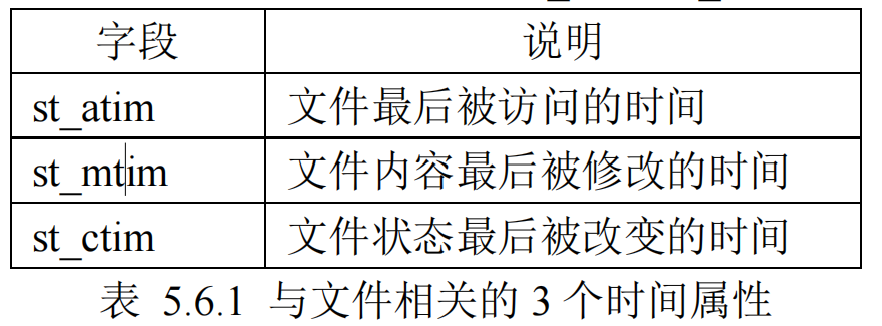 字段 说明
st_atim 文件最后被访问的时间
st_mtim 文件内容最后被修改的时间
st_ctim 文件状态最后被改变的时间
表 5.6.1 与文件相关的 3 个时间属性